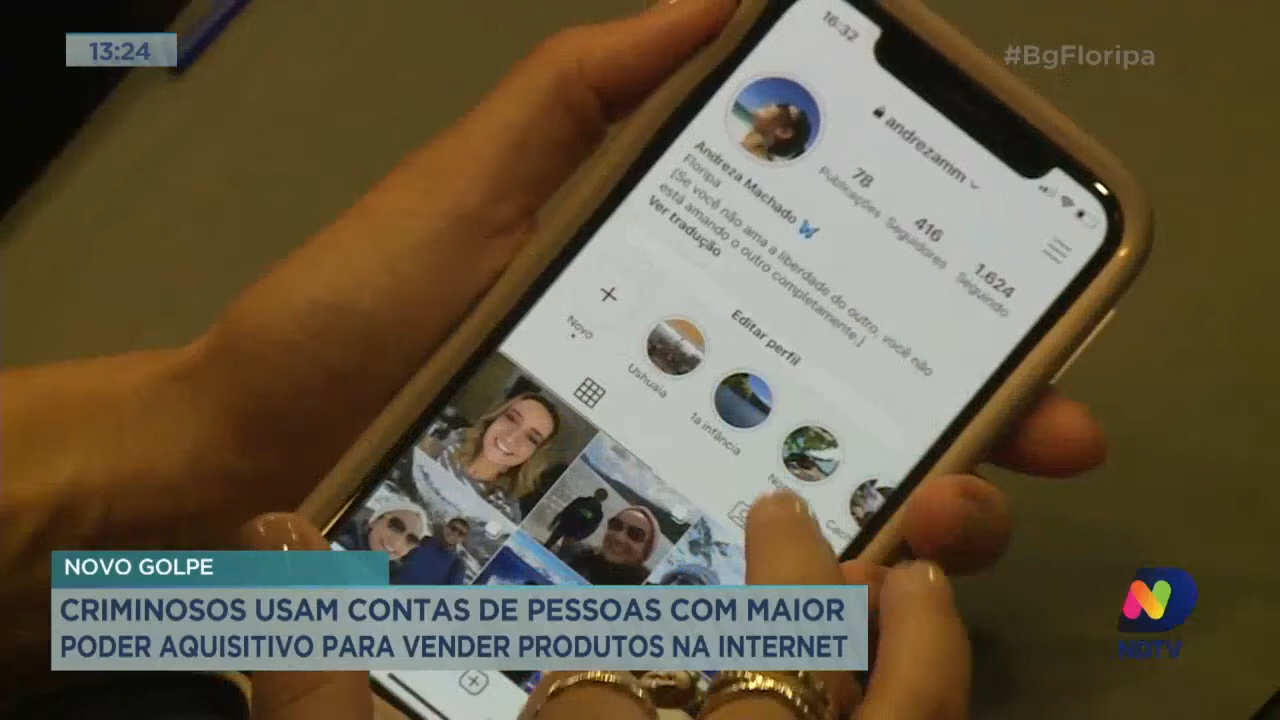 13:24
#BgFloripa
16:32
andrezarmm
78
Publicações
416
Seguidores
1.624
Seguindo
Andreza Machado
Floripa
[Se você não ama a liberdade do outro, você não
está amando o outro completamente.]
Ver tradução
Editar perfil
Novo
Ushuaia
1a infância
NOVO GOLPE
CRIMINOSOS USAM CONTAS DE PESSOAS COM MAIOR
PODER AQUISITIVO PARA VENDER PRODUTOS NA INTERNET
N
NDTV